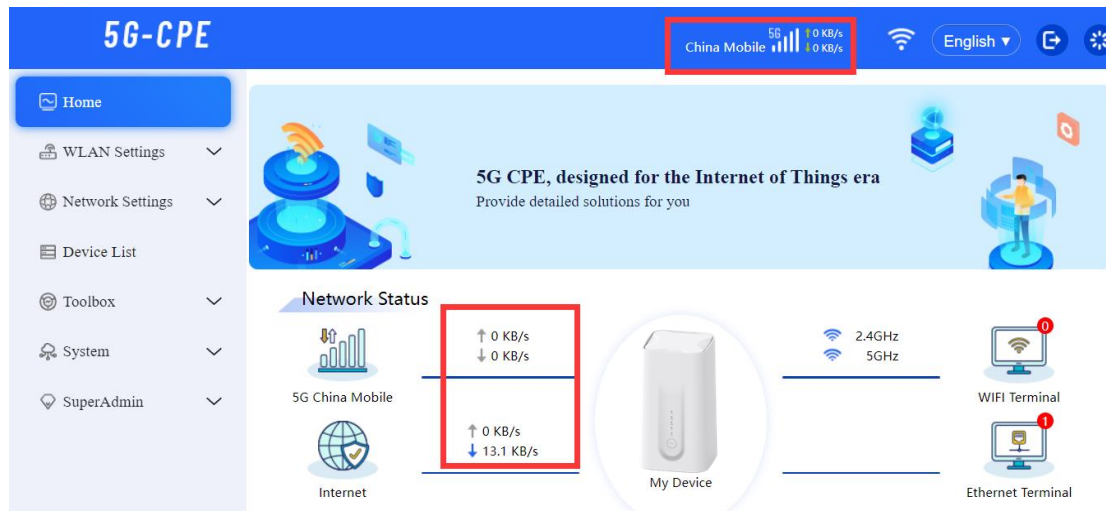 5G-CPE
China Mobile 5G ↑0 KB/s
↓0 KB/s
English ▾
Home
WLAN Settings
Network Settings
Device List
Toolbox
System
SuperAdmin
5G CPE, designed for the Internet of Things era
Provide detailed solutions for you
Network Status
↑ 0 KB/s
↓ 0 KB/s
5G China Mobile
↑ 0 KB/s
↓ 13.1 KB/s
Internet
My Device
2.4GHz
5GHz
0
WIFI Terminal
1
Ethernet Terminal